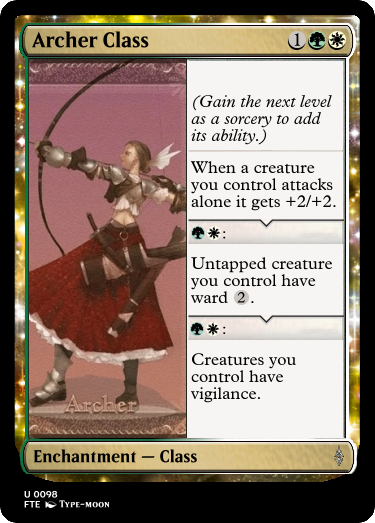 Archer Class 1
(Gain the next level
as a sorcery to add
its ability.)
When a creature
you control attacks
alone it gets +2/+2.
:
Untapped creature
you control have
ward 2.
:
Creatures you
control have
vigilance.
Archer
Enchantment — Class
U 0098
FTE Type-moon